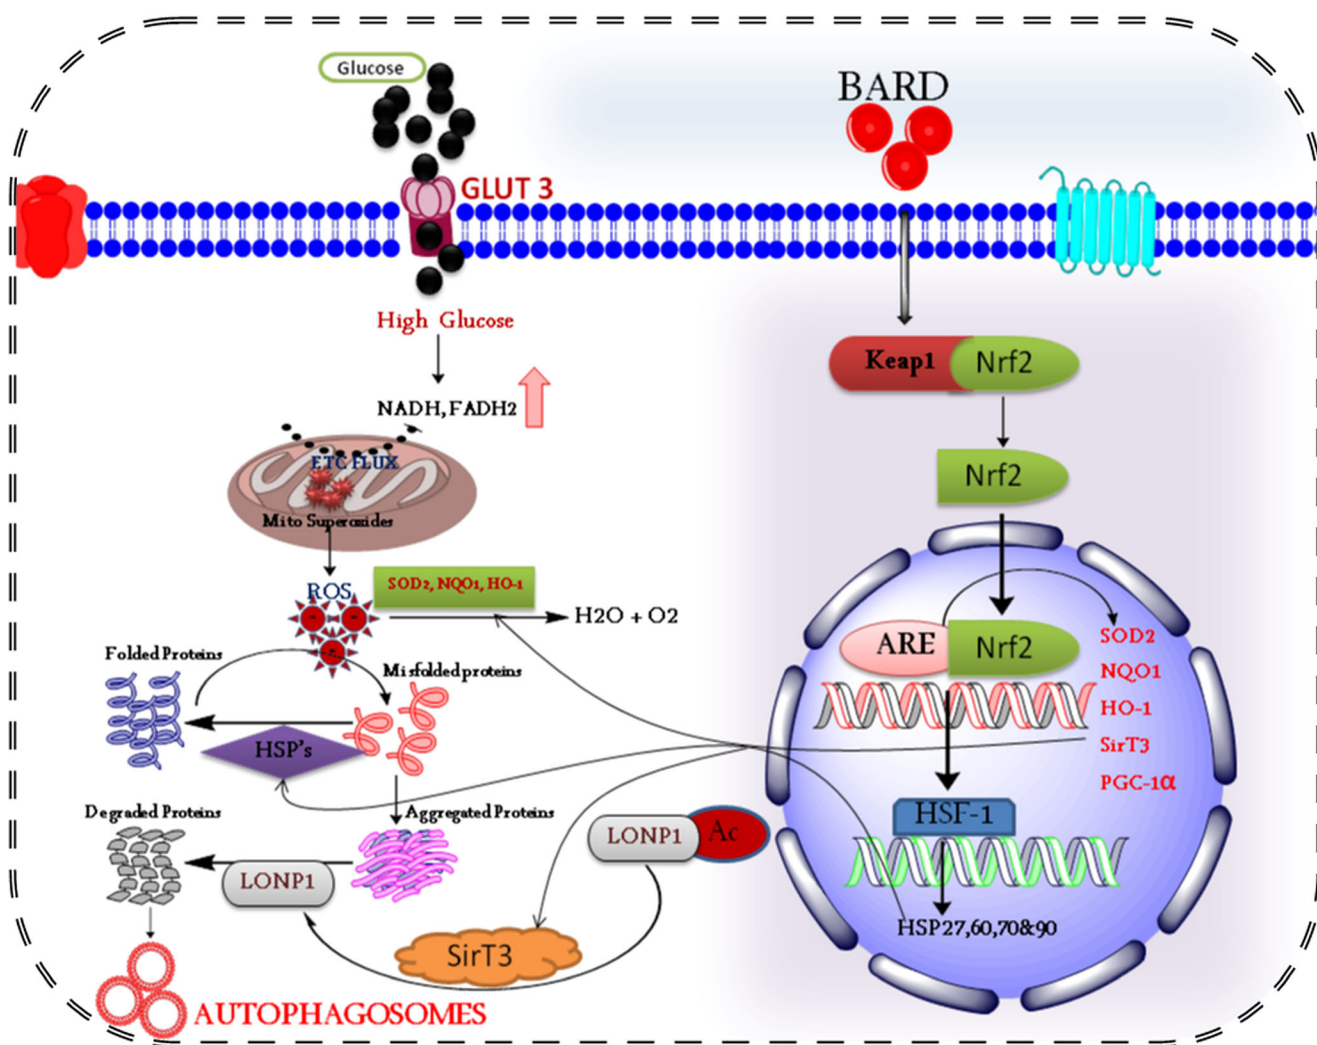 Glucose
BARD
GLUT 3
High Glucose
Keap1
Nrf2
NADH, FADH2
ETC FLUX
Nrf2
Mito Superoxides
ROS
SOD2, NQO1, HO-1
H2O + O2
ARE
Nrf2
SOD2
NQO1
HO-1
SirT3
PGC-1α
Folded Proteins
Misfolded proteins
HSP's
Degraded Proteins
Aggregated Proteins
LONP1
Ac
HSF-1
LONP1
HSP27,60,70&90
SirT3
AUTOPHAGOSOMES